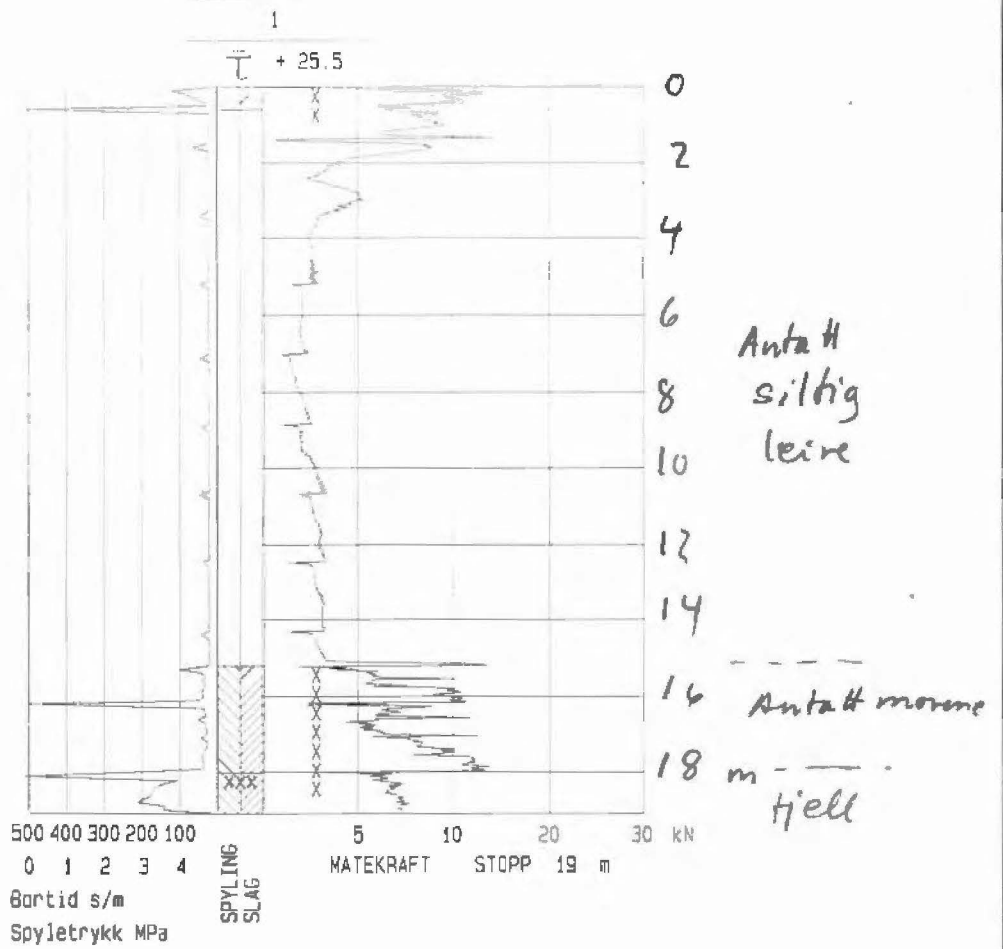 1
+ 25.5
0
2
4
6
8
10
12
14
16
18 m
Antatt
siltig
leire
Antatt morene
fjell
500 400 300 200 100
5 10 20 30 kN
0 1 2 3 4
MATEKRAFT STOPP 19 m
Bortid s/m
Spyletrykk MPa
SPYLING
SLAG